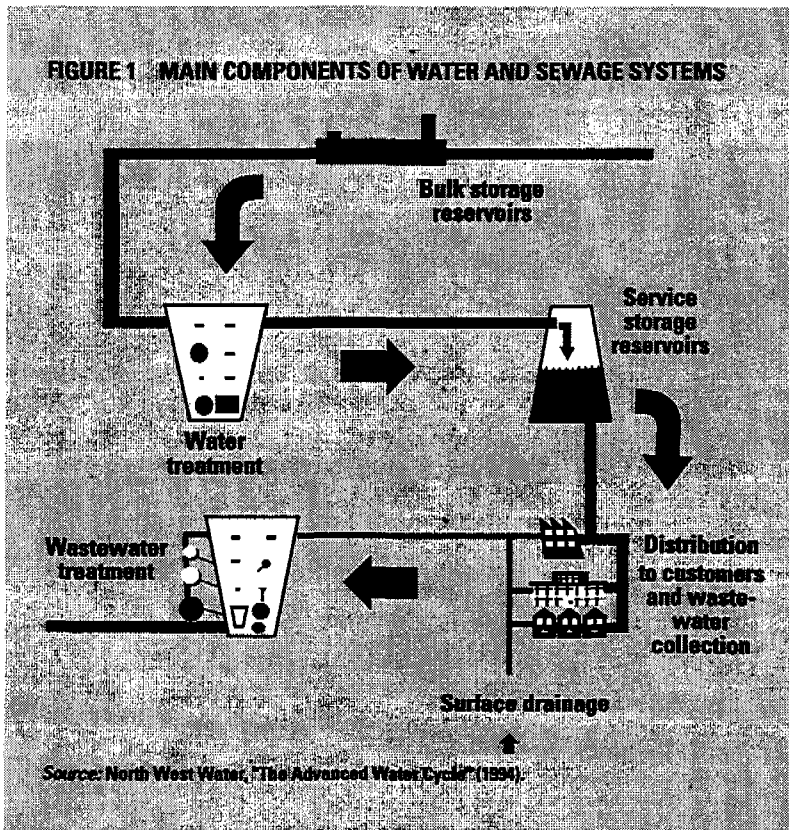 FIGURE 1 MAIN COMPONENTS OF WATER AND SEWAGE SYSTEMS
Bulk storage
reservoirs
Service
storage
reservoirs
Water
treatment
Wastewater
treatment
Distribution
to customers
and waste-
water
collection
Surface drainage
Source: North West Water, "The Advanced Water Cycle" (1994).